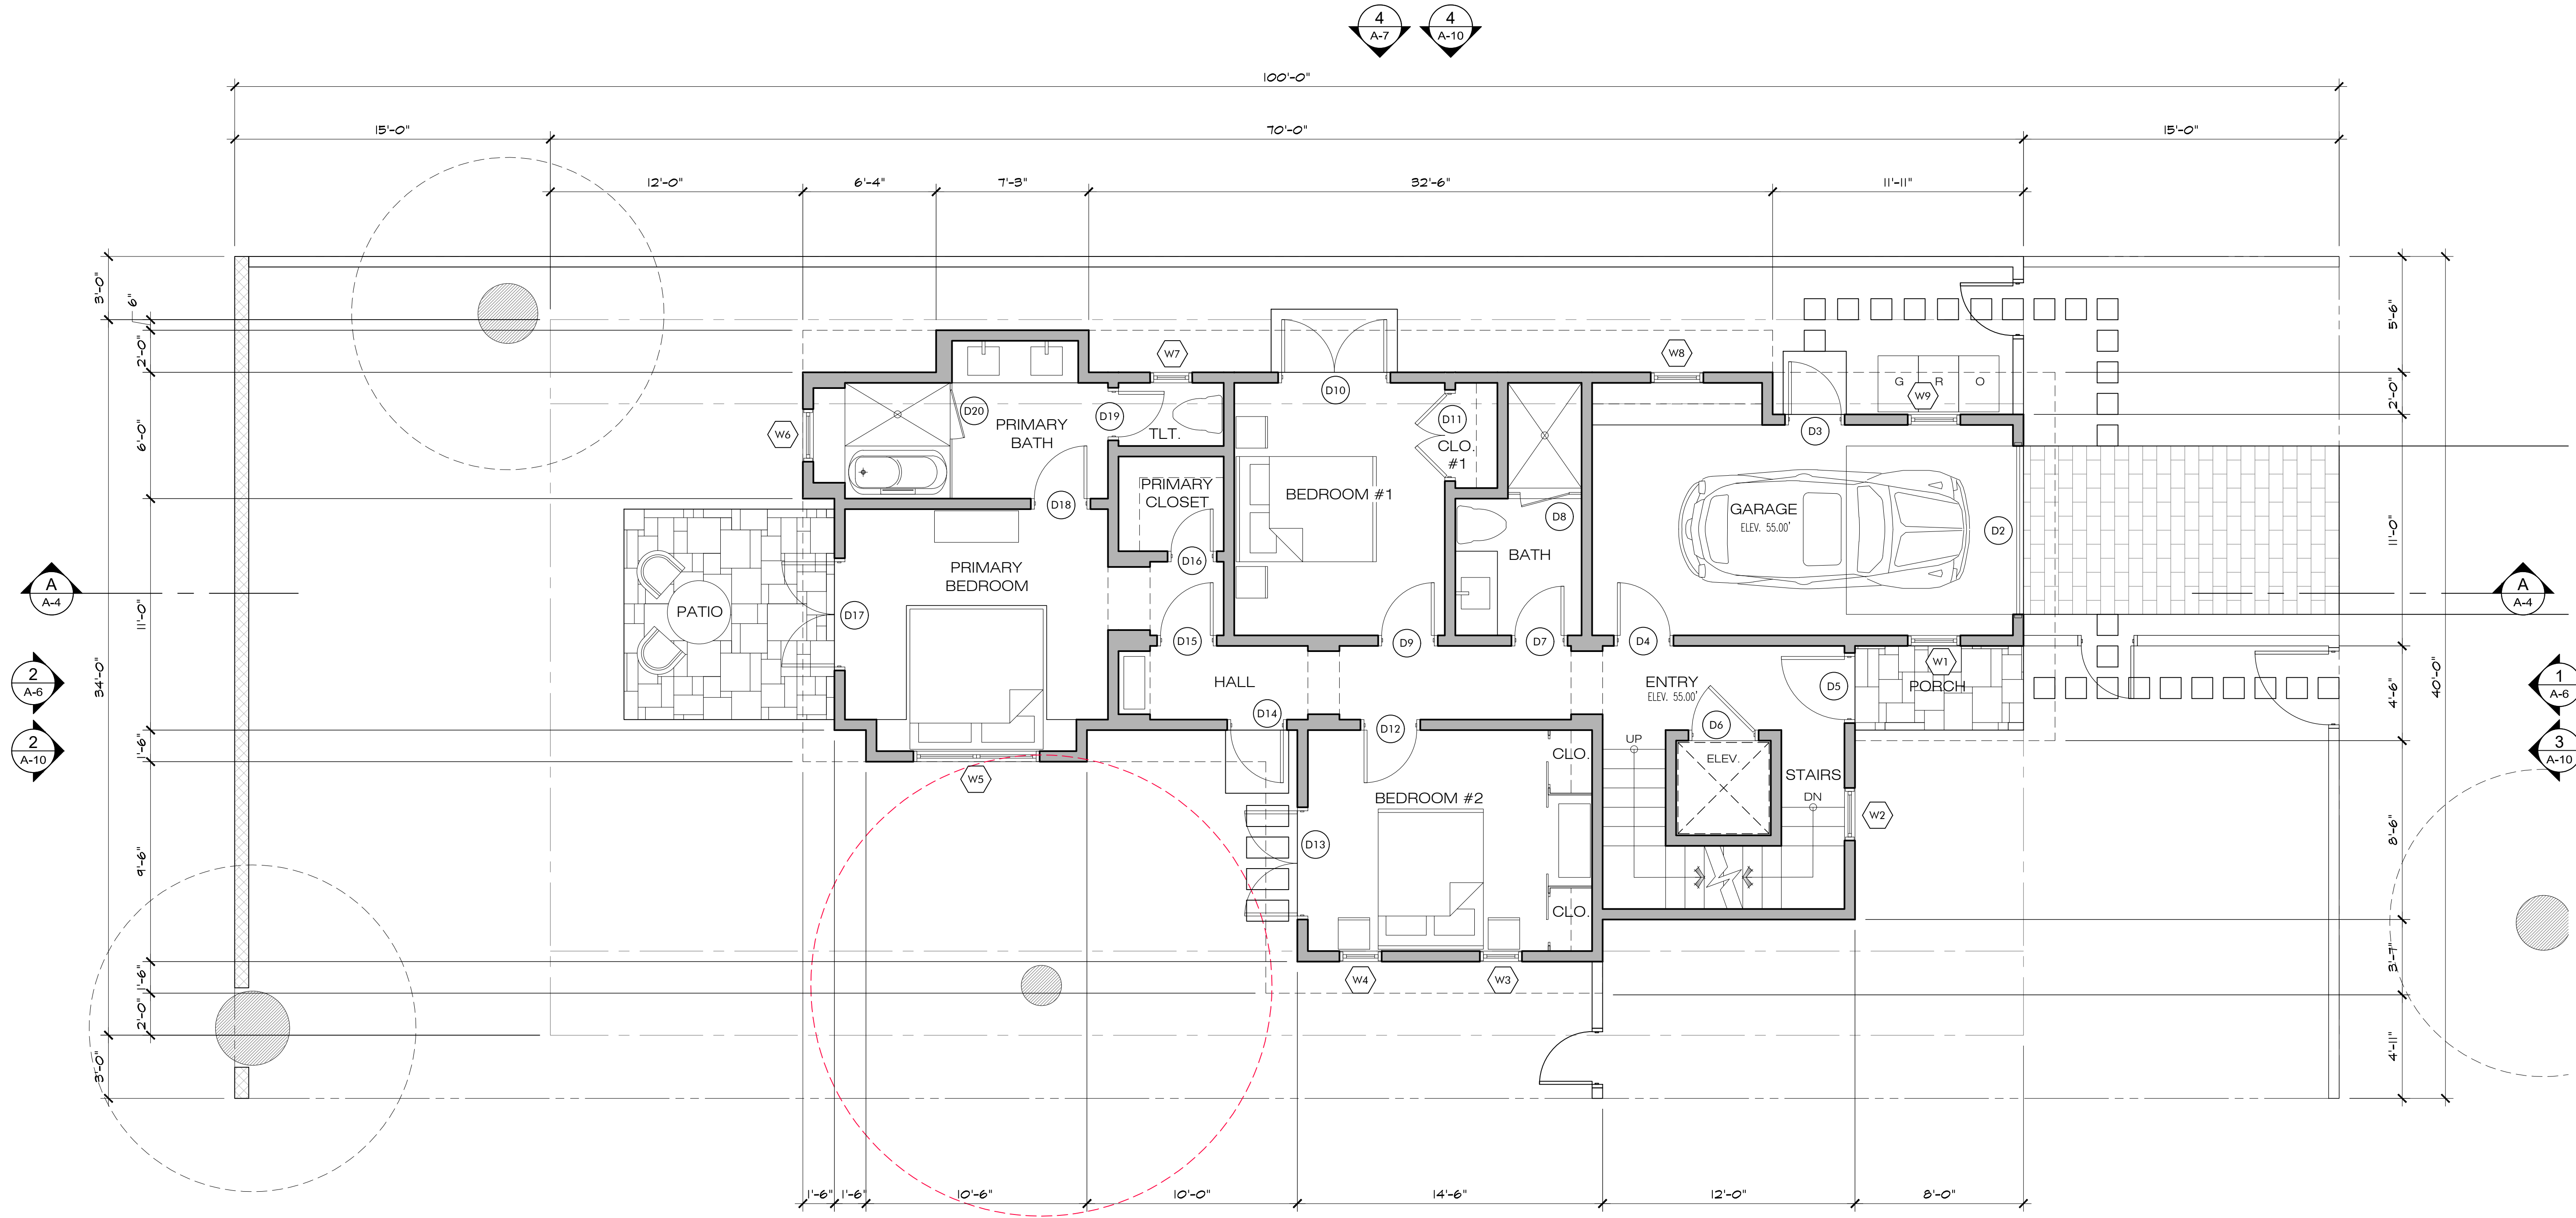 4 4
A-7 A-10
100'-0"
15'-0" 70'-0" 15'-0"
12'-0" 6'-4" 7'-3" 32'-6" 11'-11"
3'-0"
6"
2'-0"
6'-0"
11'-0"
34'-0"
1'-6"
9'-6"
1'-6"
2'-0"
3'-0"
A
A-4
2
A-6
2
A-10
W7
W8
D10
G R O
W9
W6
D20
D19
D11
D3
PRIMARY
BATH
TLT.
CLO.
#1
PRIMARY
CLOSET
BEDROOM #1
D18
D8
GARAGE
ELEV. 55.00'
D2
D16
BATH
PRIMARY
BEDROOM
PATIO
D17
D15
D9
D7
D4
W1
HALL
ENTRY
ELEV. 55.00'
D5
PORCH
D14
D12
D6
UP
CLO.
ELEV.
STAIRS
W5
BEDROOM #2
DN
D13
W2
CLO.
W4
W3
5'-6"
2'-0"
11'-0"
4'-6"
8'-6"
3'-7"
4'-11"
40'-0"
A
A-4
1
A-6
3
A-10
1'-6" 1'-6" 10'-6" 10'-0" 14'-6" 12'-0" 8'-0"